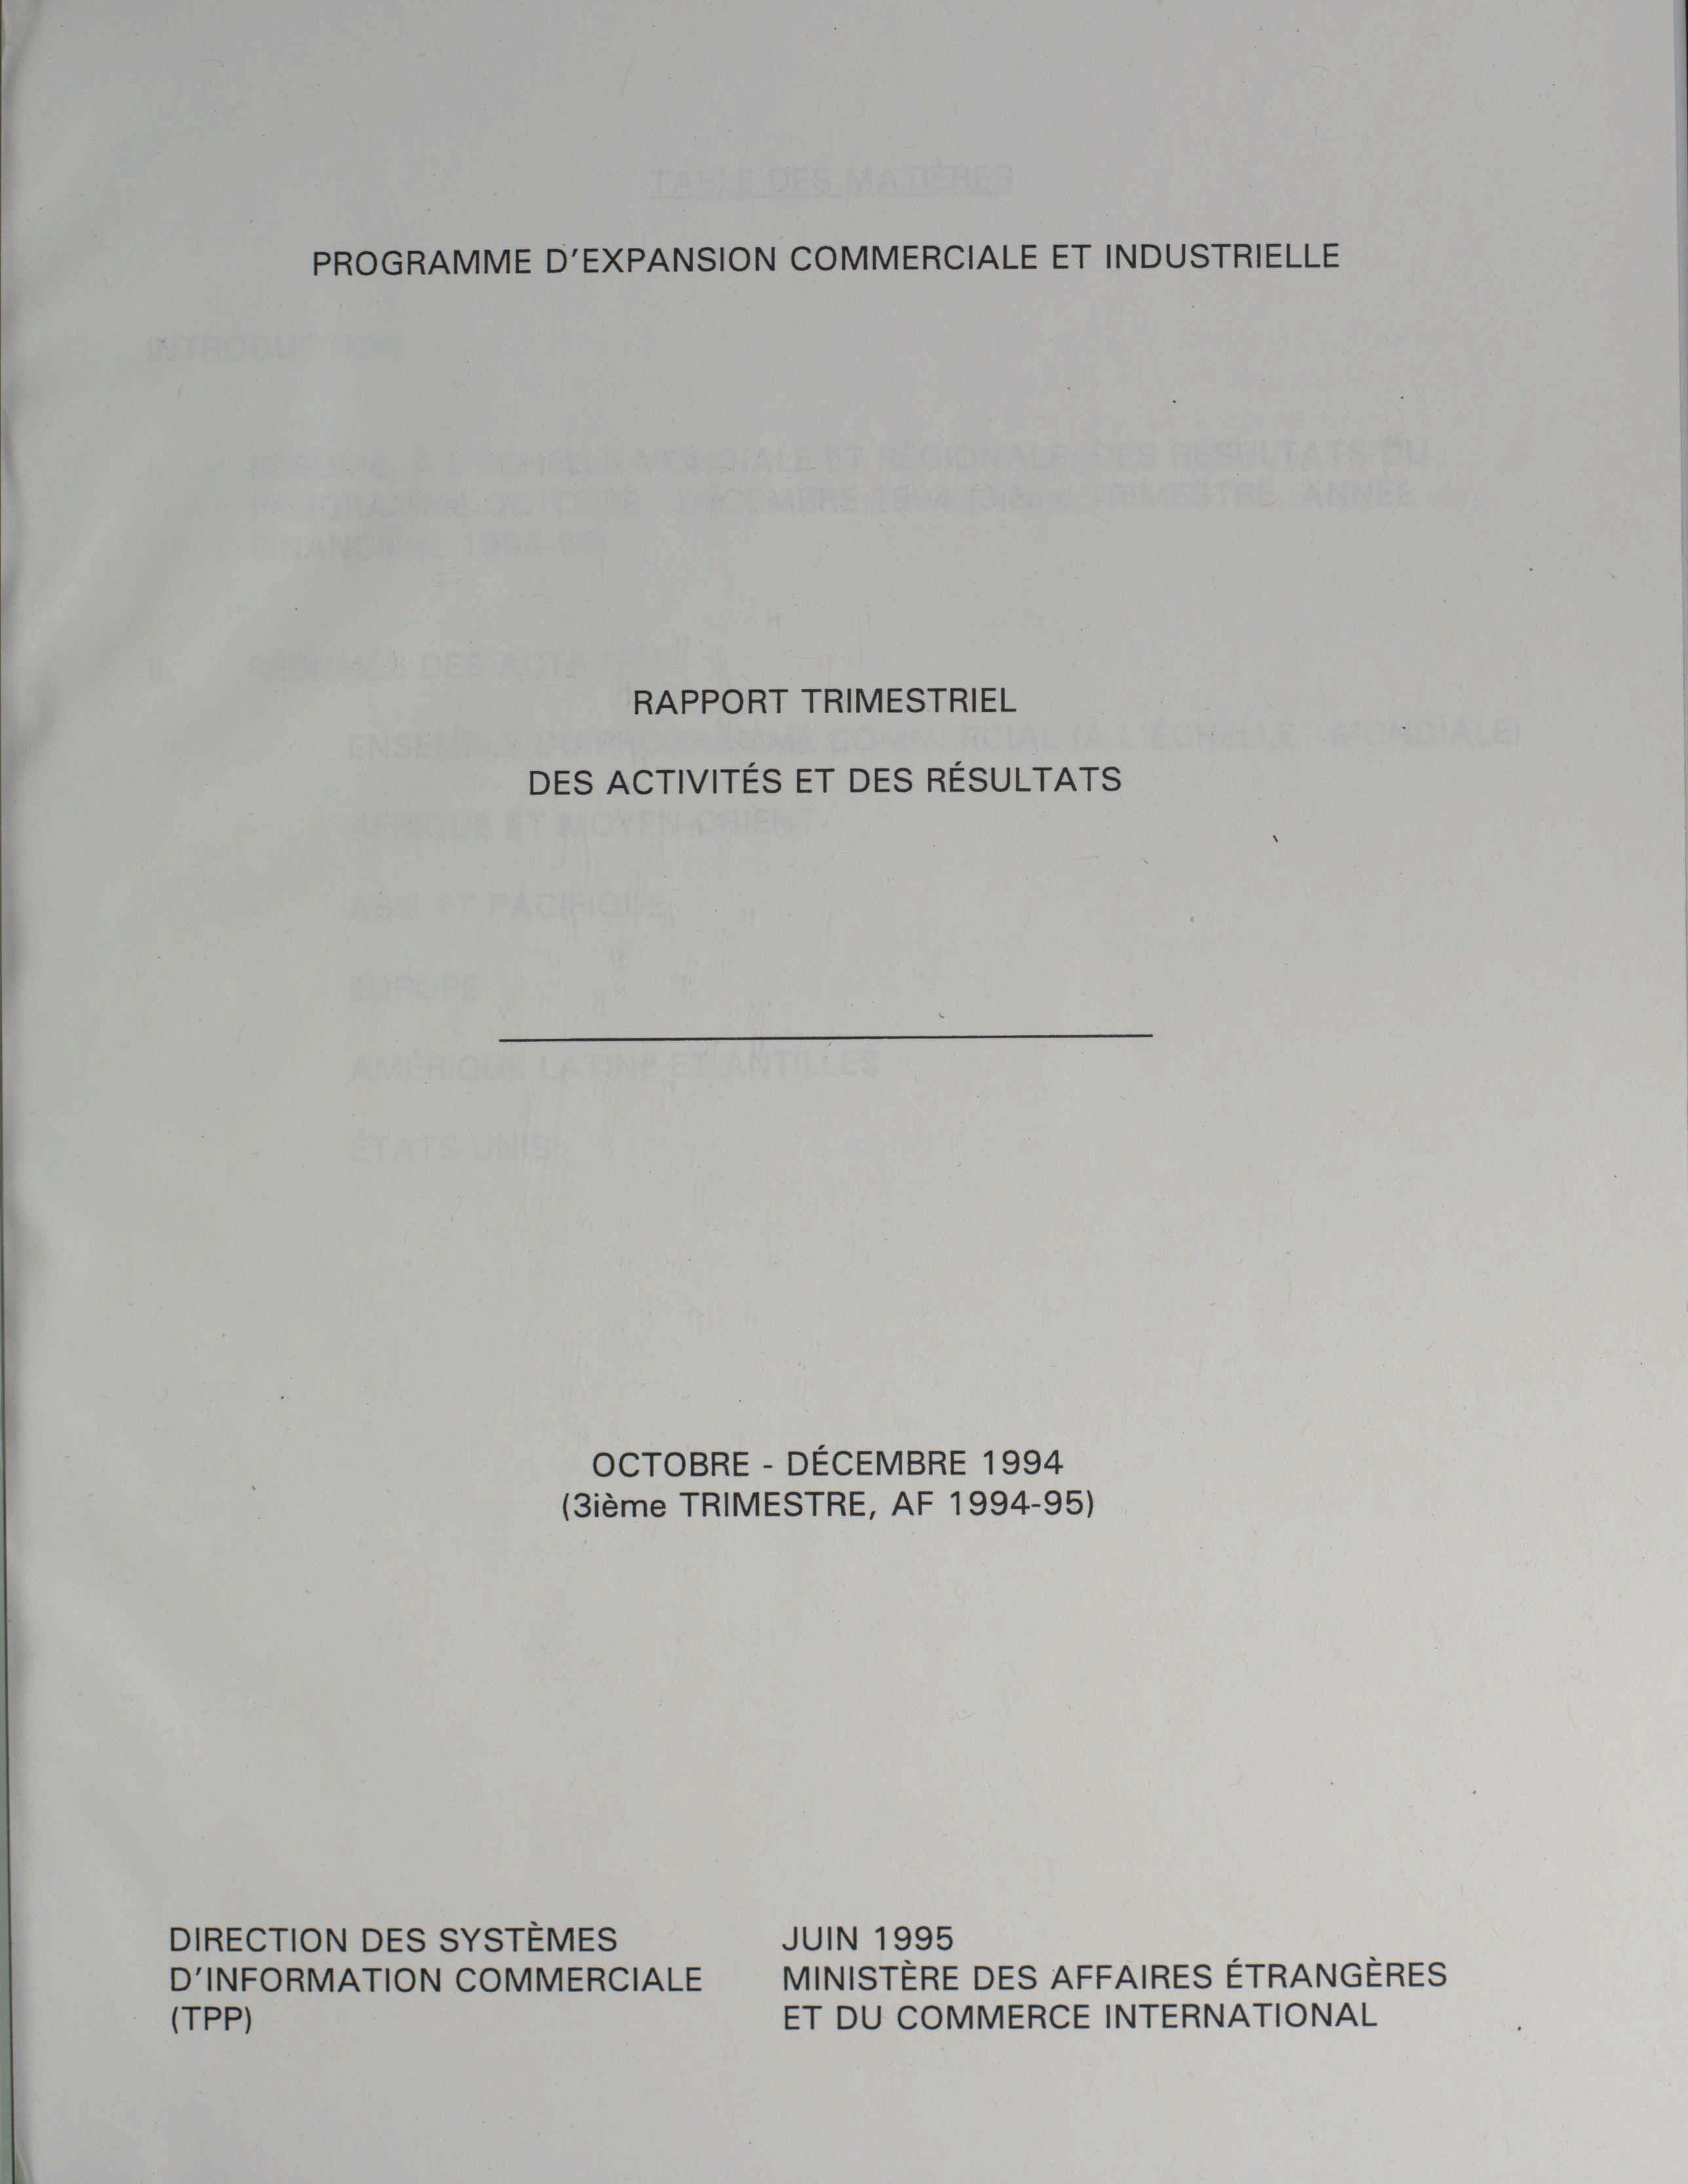 PROGRAMME D'EXPANSION COMMERCIALE ET INDUSTRIELLE
RAPPORT TRIMESTRIEL
DES ACTIVITÉS ET DES RÉSULTATS
OCTOBRE - DÉCEMBRE 1994
(3ième TRIMESTRE, AF 1994-95)
DIRECTION DES SYSTÈMES
D'INFORMATION COMMERCIALE
(TPP)
JUIN 1995
MINISTÈRE DES AFFAIRES ÉTRANGÈRES
ET DU COMMERCE INTERNATIONAL